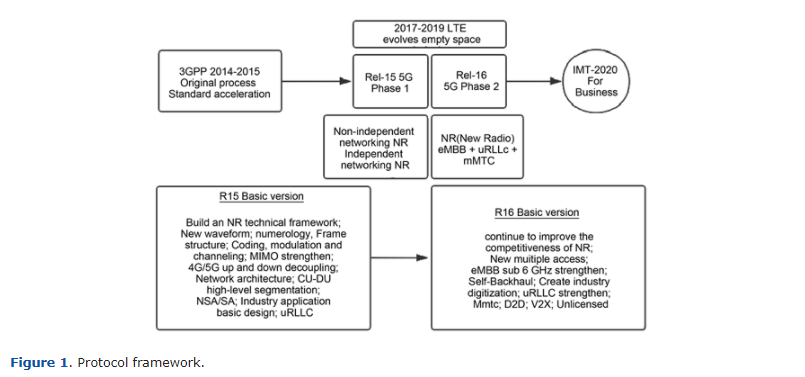 2017-2019 LTE
evolves empty space
3GPP 2014-2015
Original process
Standard acceleration
Rel-15 5G
Phase 1
Rel-16
5G Phase 2
IMT-2020
For
Business
Non-independent
networking NR
Independent
networking NR
NR(New Radio)
eMBB + uRLLc +
mMTC
R15 Basic version
Build an NR technical framework;
New waveform; numerology, Frame
structure; Coding, modulation and
channeling; MIMO strengthen;
4G/5G up and down decoupling;
Network architecture; CU-DU
high-level segmentation;
NSA/SA; Industry application
basic design; uRLLC
R16 Basic version
continue to improve the
competitiveness of NR;
New muitiple access;
eMBB sub 6 GHz strengthen;
Self-Backhaul; Create industry
digitization; uRLLC strengthen;
Mmtc; D2D; V2X; Unlicensed
Figure 1. Protocol framework.